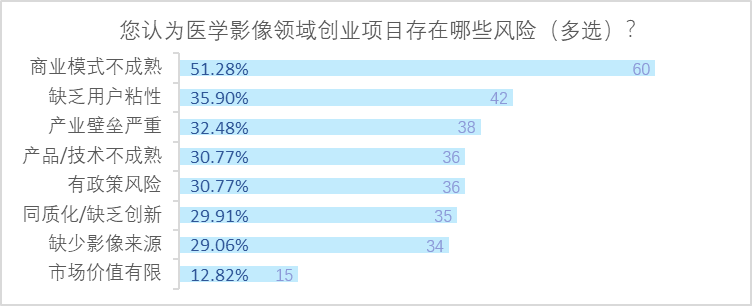 您认为医学影像领域创业项目存在哪些风险（多选）?
商业模式不成熟 51.28% 60
缺乏用户粘性 35.90% 42
产业壁垒严重 32.48% 38
产品/技术不成熟 30.77% 36
有政策风险 30.77% 36
同质化/缺乏创新 29.91% 35
缺少影像来源 29.06% 34
市场价值有限 12.82% 15